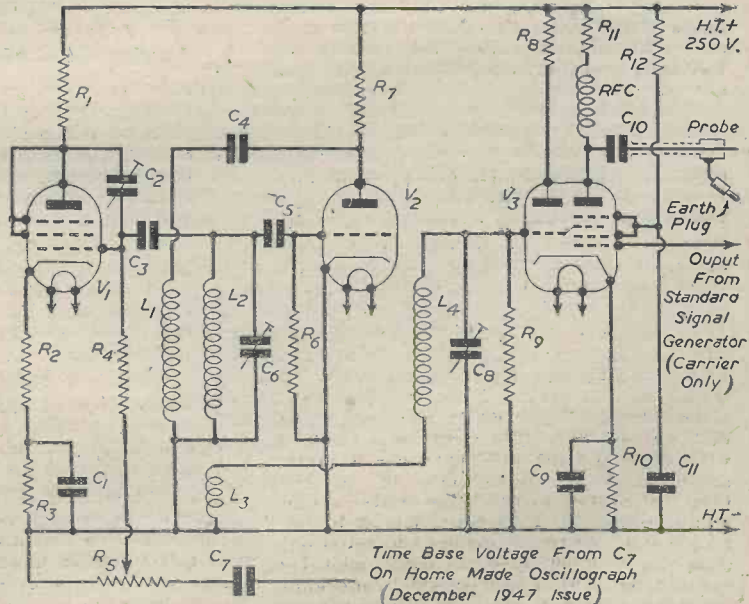 R1
C2
C3
V1
R2
R4
R3
C1
R5
C7
C4
R7
C5
V2
L1
L2
C6
R6
L3
L4
C8
R9
R8
R11
R12
RFC
C10
V3
C9
R10
C11
H.T.+
250 V.
Probe
Earth
Plug
Ouput
From
Standard
Signal
Generator
(Carrier
Only)
H.T.-
Time Base Voltage From C7
On Home Made Oscillograph
(December 1947 Issue)